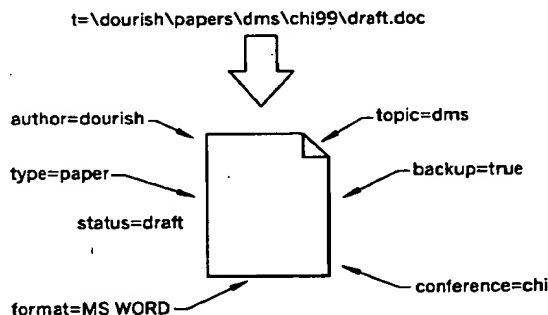 t=\dourish\papers\dms\chi99\draft.doc
author=dourish
topic=dms
type=paper
backup=true
status=draft
conference=chi
format=MS WORD